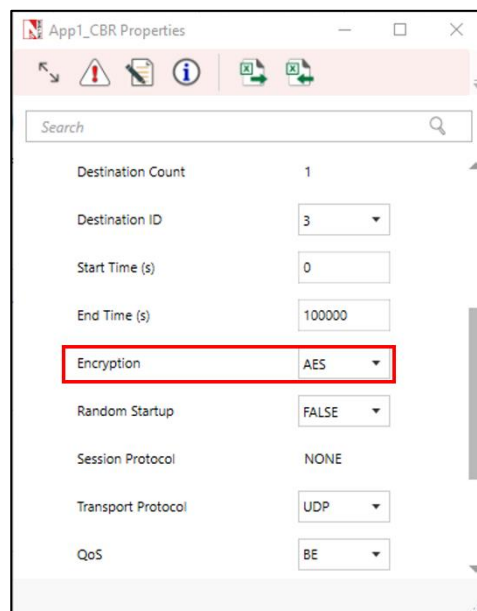 App1_CBR Properties
Search
Destination Count 1
Destination ID 3
Start Time (s) 0
End Time (s) 100000
Encryption AES
Random Startup FALSE
Session Protocol NONE
Transport Protocol UDP
QoS BE